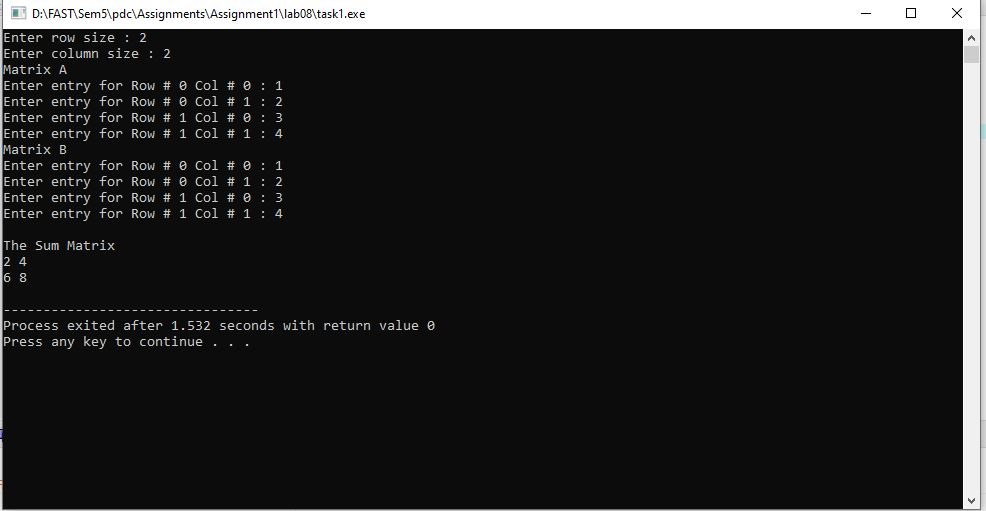 D:\FAST\Sem5\pdc\Assignments\Assignment1\lab08\task1.exe
Enter row size : 2
Enter column size : 2
Matrix A
Enter entry for Row # 0 Col # 0 : 1
Enter entry for Row # 0 Col # 1 : 2
Enter entry for Row # 1 Col # 0 : 3
Enter entry for Row # 1 Col # 1 : 4
Matrix B
Enter entry for Row # 0 Col # 0 : 1
Enter entry for Row # 0 Col # 1 : 2
Enter entry for Row # 1 Col # 0 : 3
Enter entry for Row # 1 Col # 1 : 4
The Sum Matrix
2 4
6 8
--------------------------------
Process exited after 1.532 seconds with return value 0
Press any key to continue . . .